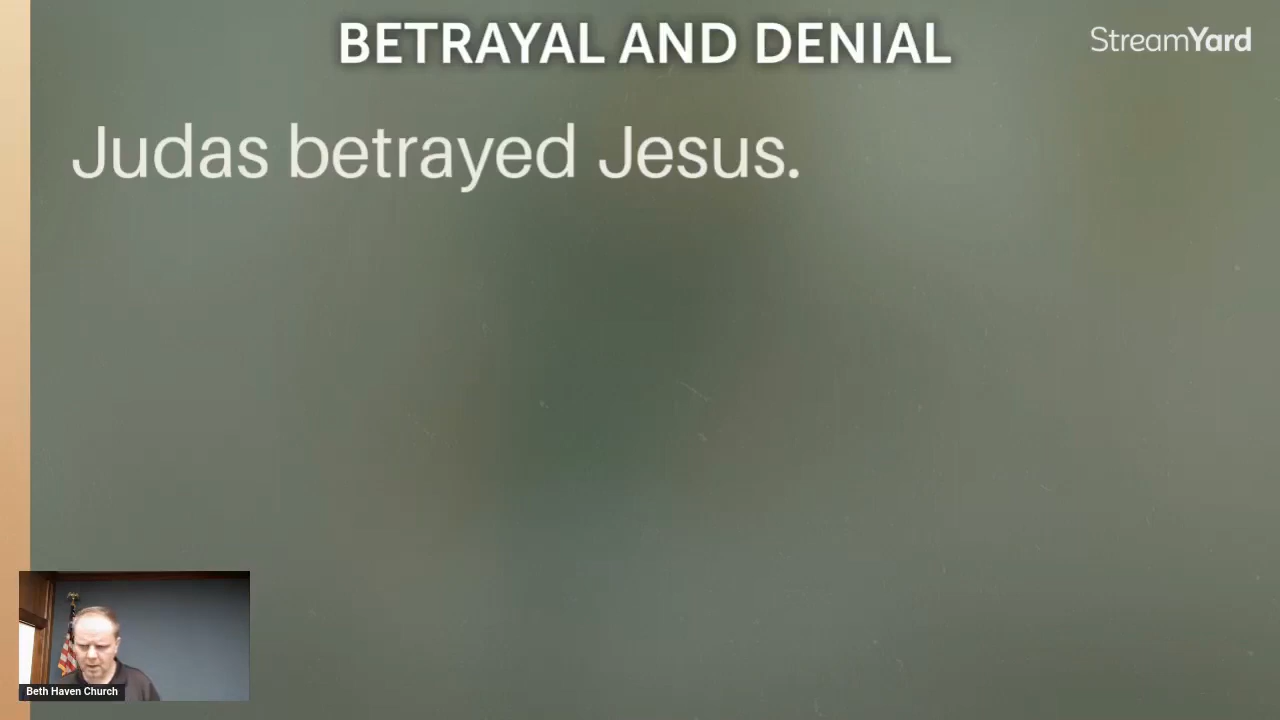 BETRAYAL AND DENIAL
StreamYard
Judas betrayed Jesus.
Beth Haven Church